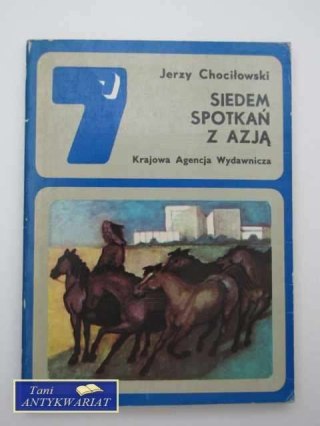 7
Jerzy Chociłowski
SIEDEM
SPOTKAŃ
Z AZJĄ
Krajowa Agencja Wydawnicza
Tani
ANTYKWARIAT